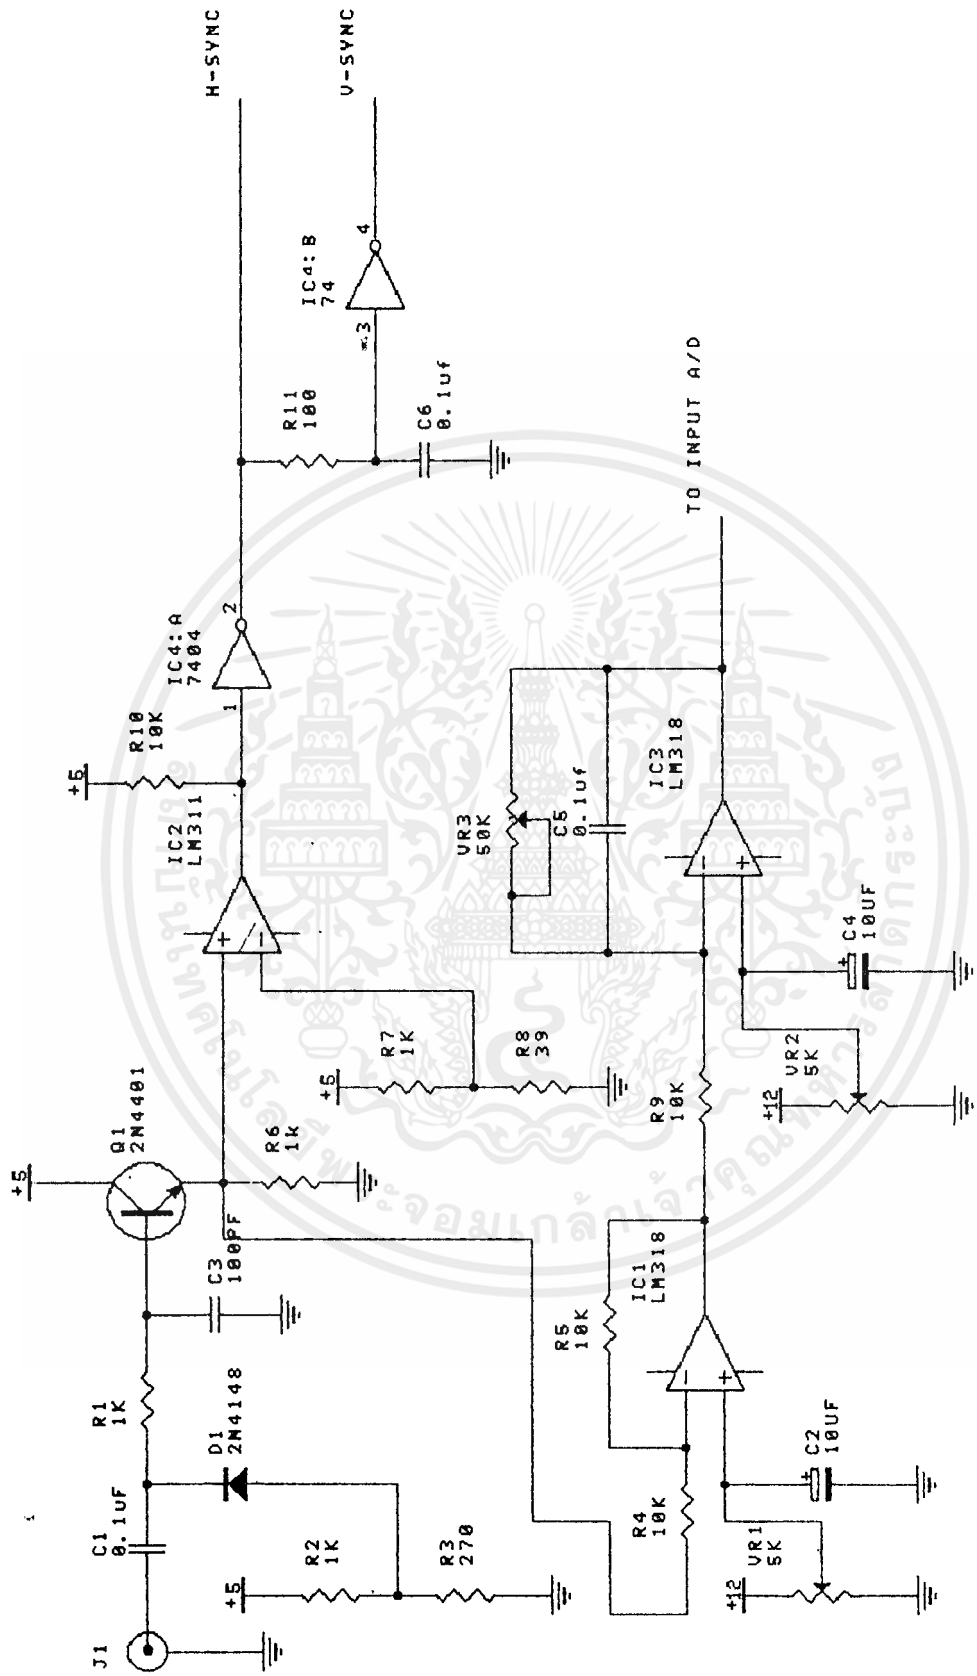 J1
C1
0.1uF
R1
1K
D1
2N4148
R2
1K
R3
270
+5
C3
100PF
Q1
2N4401
+5
R6
1k
R7
1K
R8
39
+5
IC2
LM311
+
-
R10
10K
+5
IC4:A
7404
1
2
R11
100
C6
0.1uf
IC4:B
74
3
4
H-SYNC
V-SYNC
R4
10K
R5
10K
VR1
5K
+12
C2
10UF
+
IC1
LM318
-
+
R9
10K
VR2
5K
+12
C4
10UF
+
VR3
50K
C5
0.1uf
IC3
LM318
-
+
TO INPUT A/D